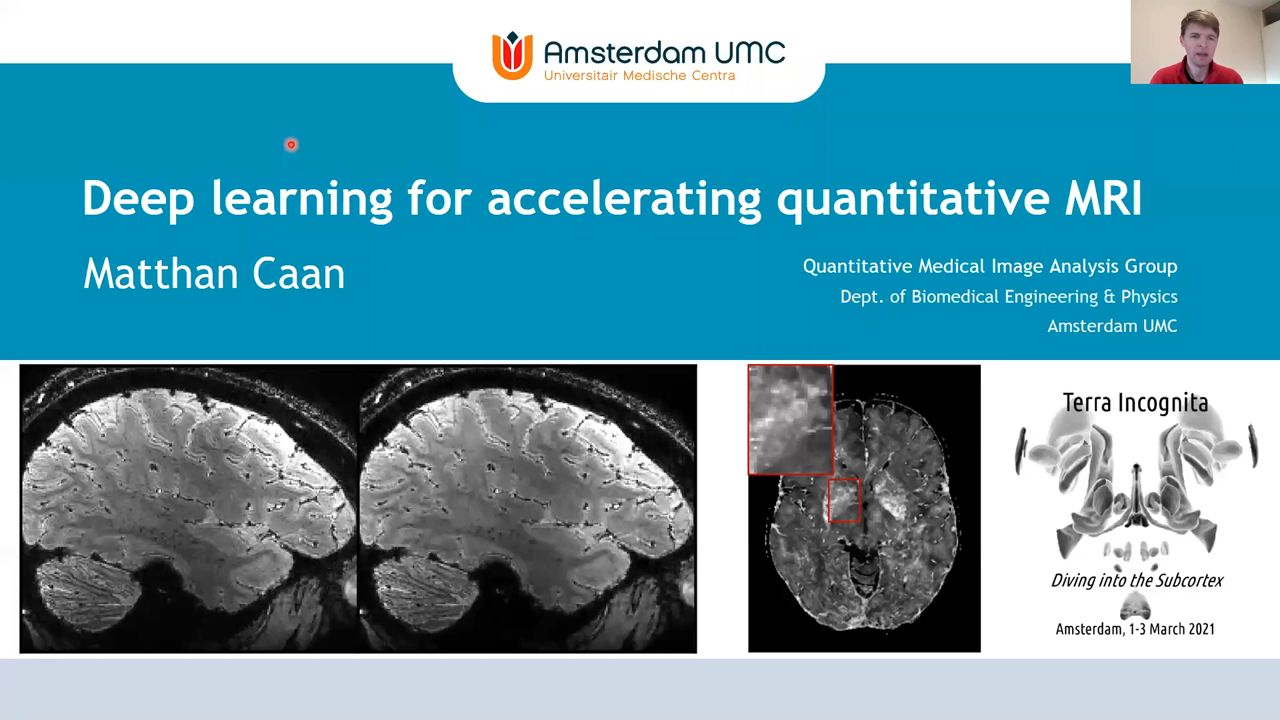 Amsterdam UMC
Universitair Medische Centra
Deep learning for accelerating quantitative MRI
Matthan Caan
Quantitative Medical Image Analysis Group
Dept. of Biomedical Engineering & Physics
Amsterdam UMC
Terra Incognita
Diving into the Subcortex
Amsterdam, 1-3 March 2021